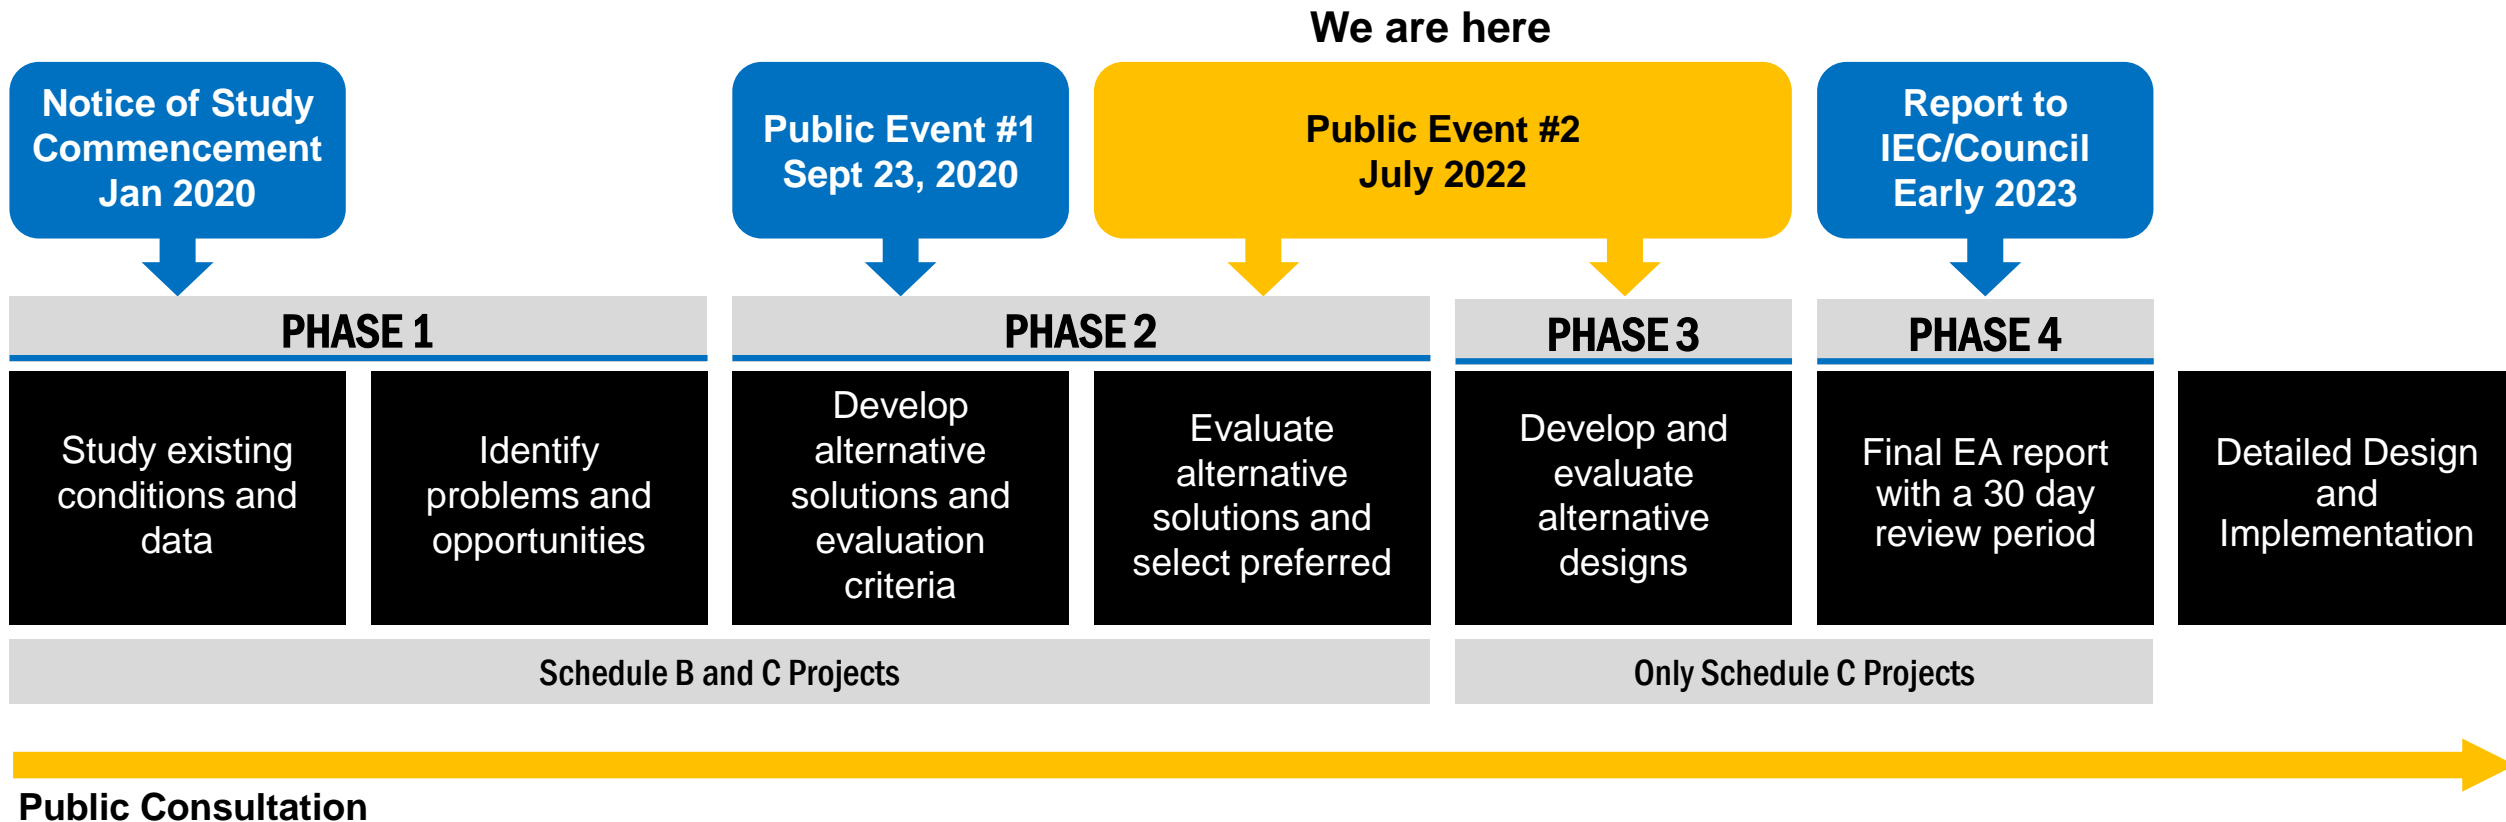 We are here
Notice of Study
Commencement
Jan 2020
Public Event #1
Sept 23, 2020
Public Event #2
July 2022
Report to
IEC/Council
Early 2023
PHASE 1
PHASE 2
PHASE 3
PHASE 4
Study existing
conditions and
data
Identify
problems and
opportunities
Develop
alternative
solutions and
evaluation
criteria
Evaluate
alternative
solutions and
select preferred
Develop and
evaluate
alternative
designs
Final EA report
with a 30 day
review period
Detailed Design
and
Implementation
Schedule B and C Projects
Only Schedule C Projects
Public Consultation